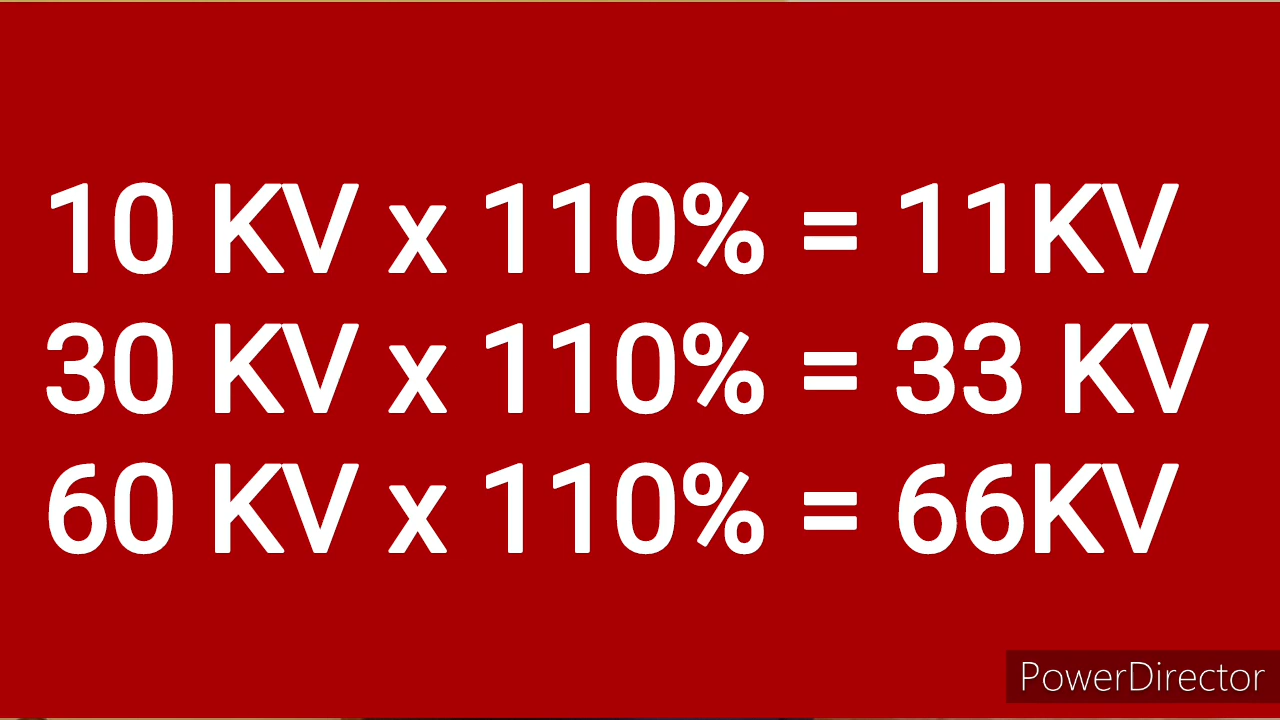 10 KV x 110% = 11KV
30 KV x 110% = 33 KV
60 KV x 110% = 66KV
PowerDirector